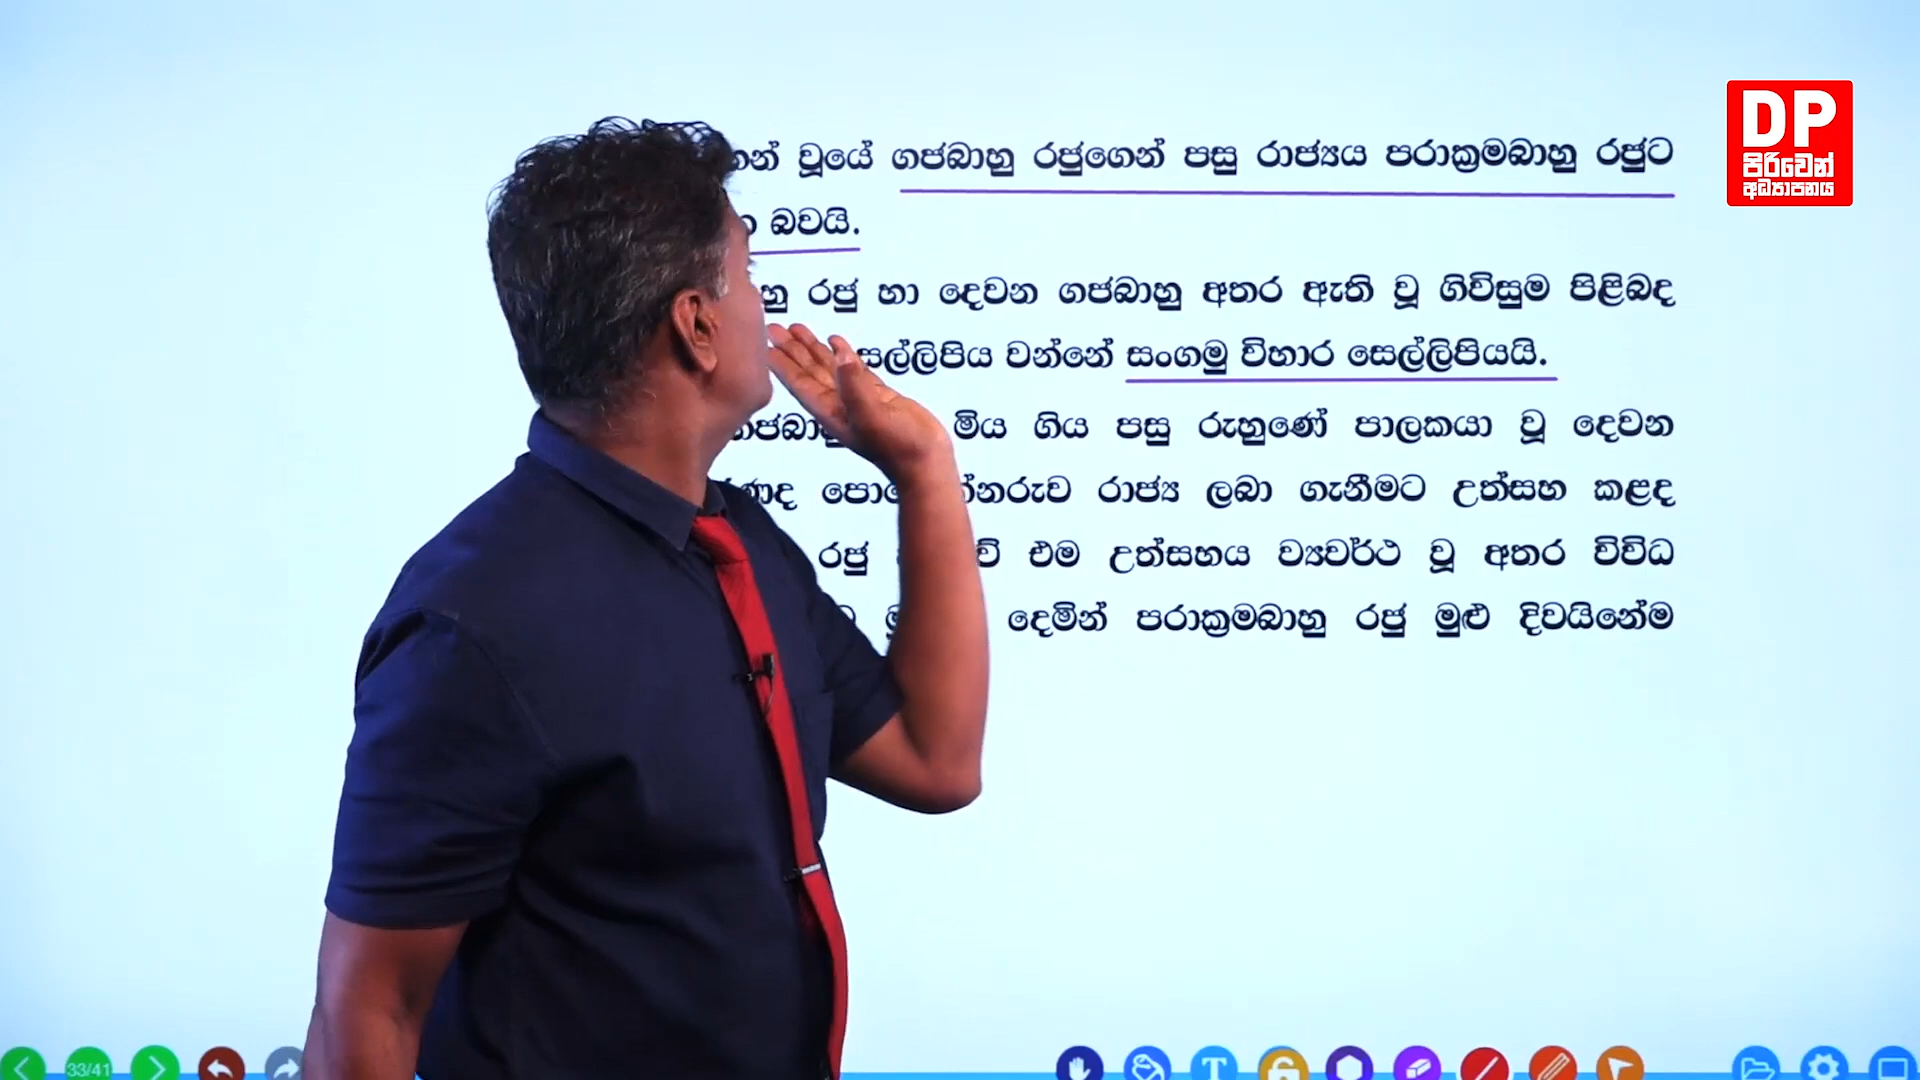 වූයේ ගජබාහු රජුගෙන් පසු රාජ්‍යය පරාක්‍රමබාහු රජුට
බවයි.
රජු හා දෙවන ගජබාහු අතර ඇති වූ ගිවිසුම පිළිබඳ
වන්නේ සංගමු විහාර සෙල්ලිපියයි.
මිය ගිය පසු රුහුණේ පාලකයා වූ දෙවන
රාජ්‍ය ලබා ගැනීමට උත්සහ කළද
රජු එම උත්සහය ව්‍යවර්ථ වූ අතර විවිධ
දෙමින් පරාක්‍රමබාහු රජු මුළු දිවයිනේම
DP
පිරිවෙන්
අධ්‍යාපනය
33/41